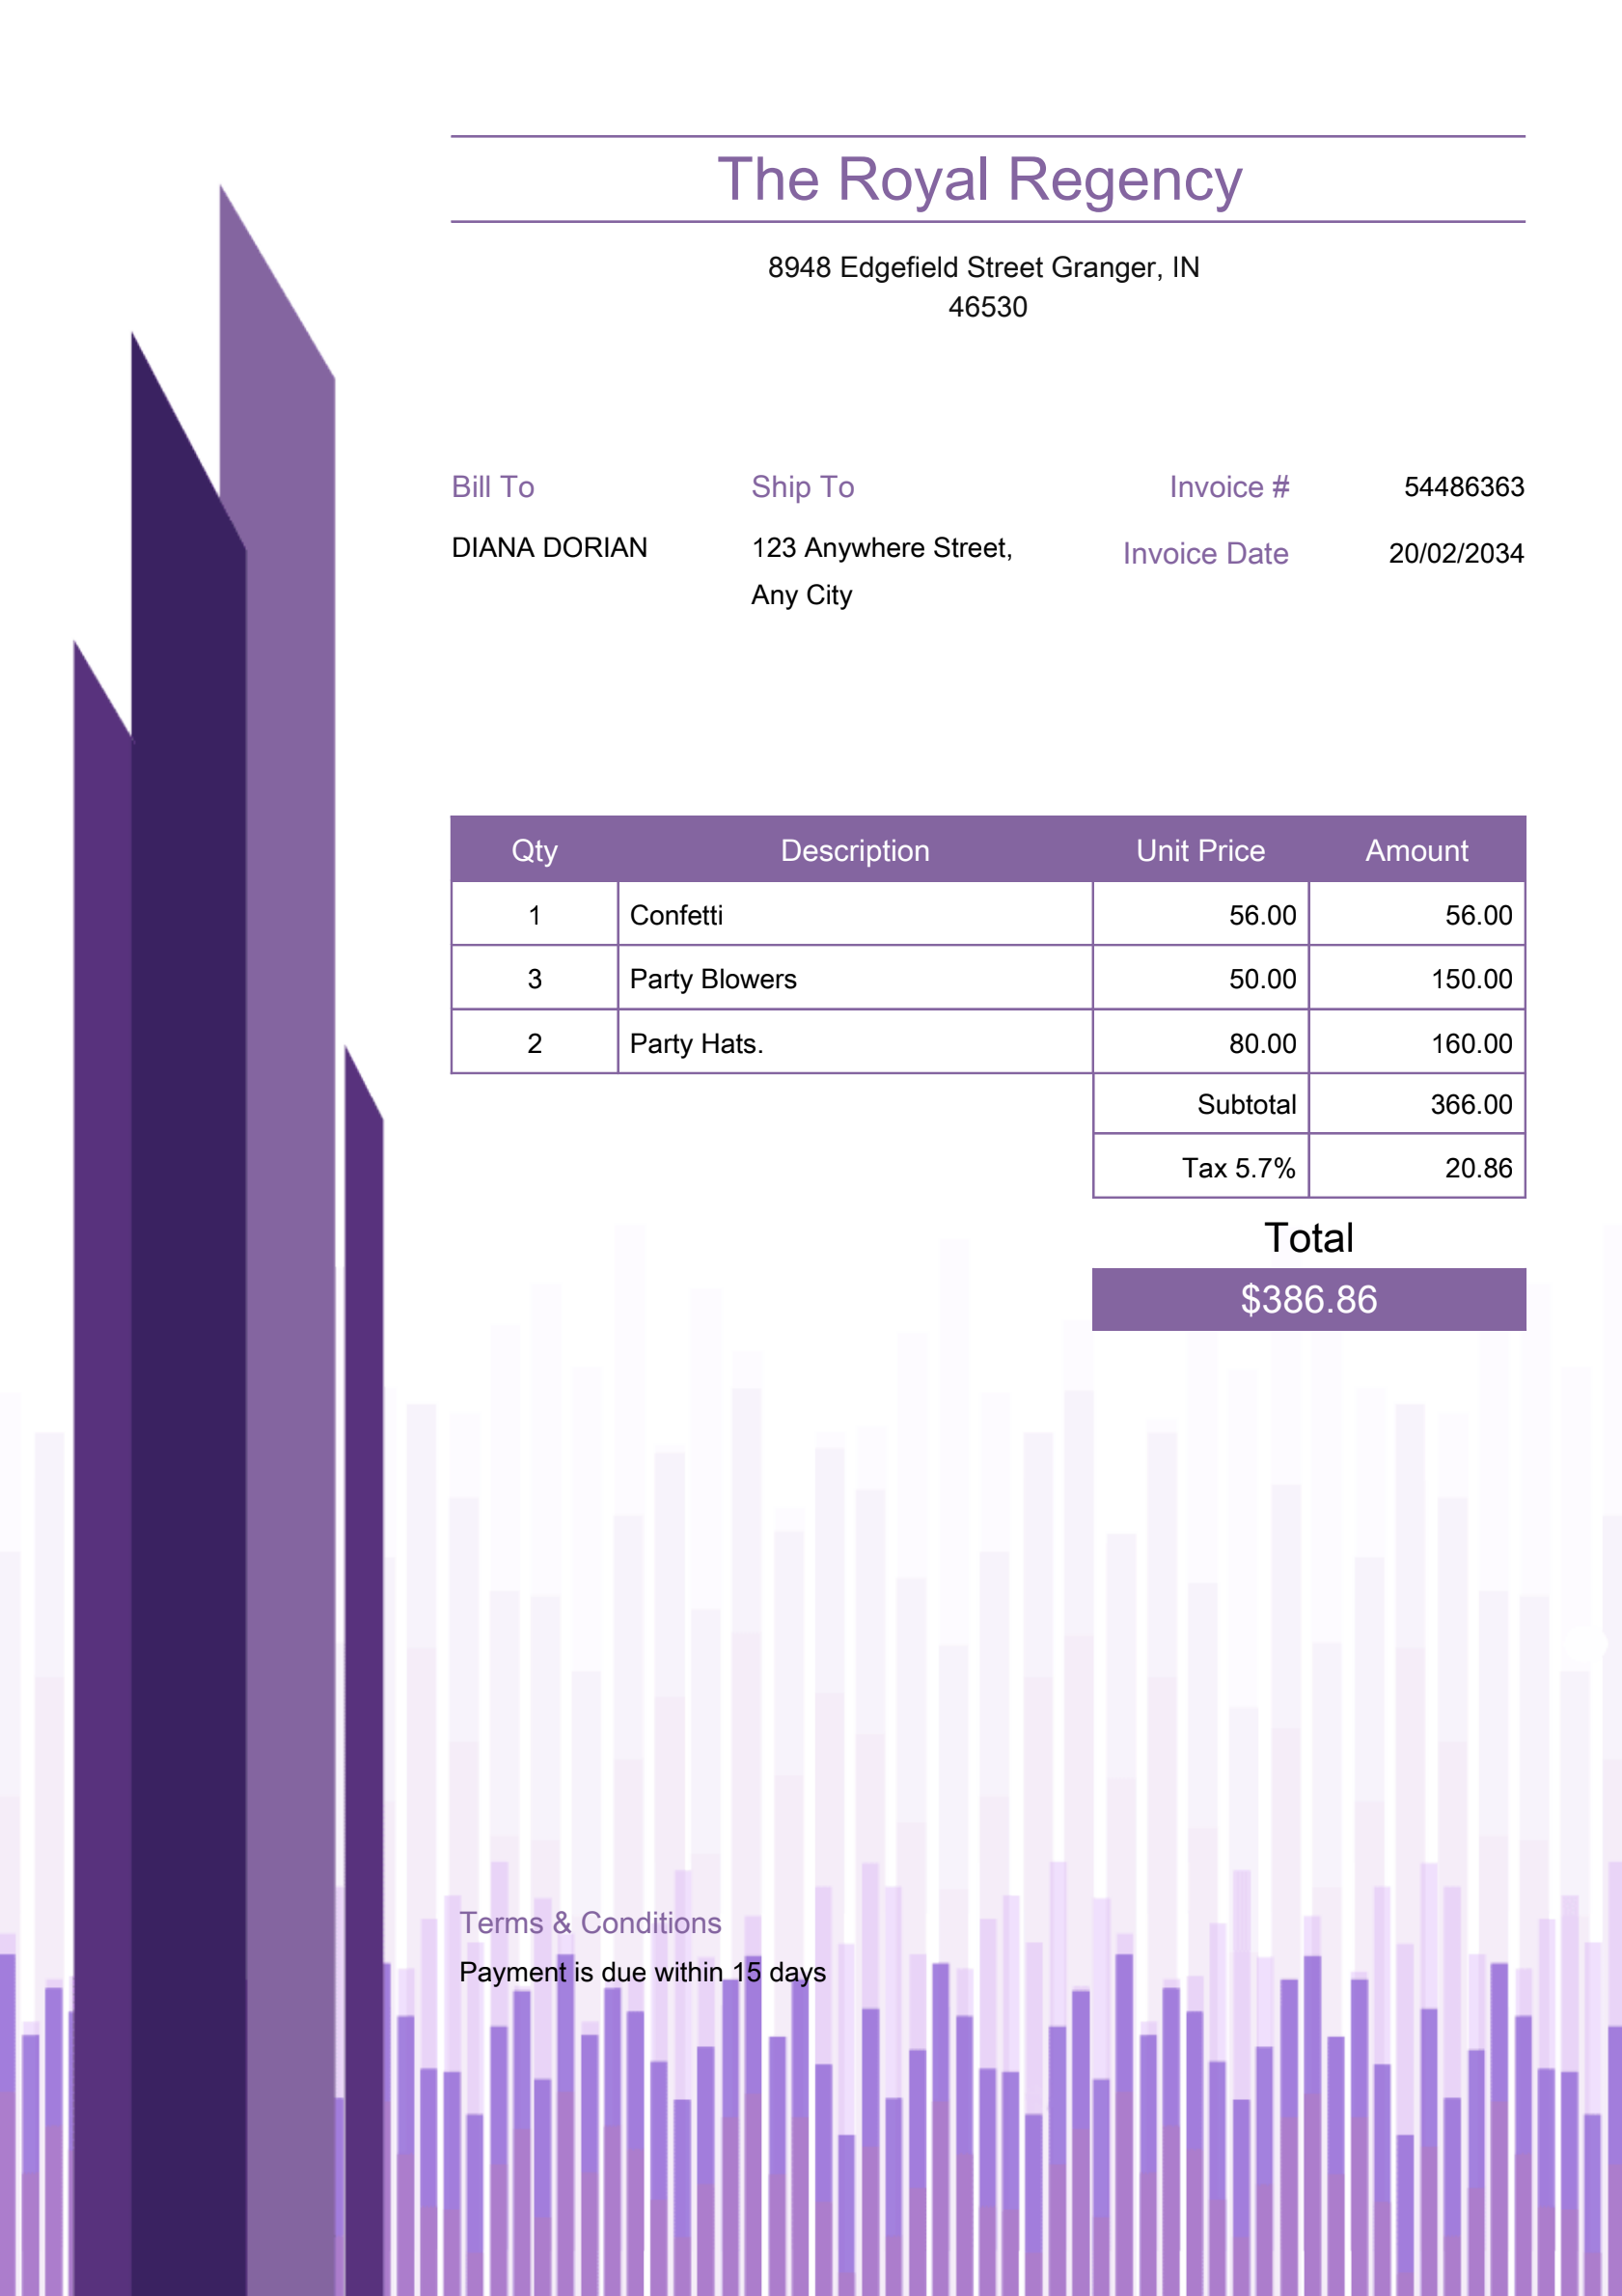 The Royal Regency
8948 Edgefield Street Granger, IN
46530
Bill To
DIANA DORIAN
Ship To
123 Anywhere Street,
Any City
Invoice # 54486363
Invoice Date 20/02/2034
Qty Description Unit Price Amount
1 Confetti 56.00 56.00
3 Party Blowers 50.00 150.00
2 Party Hats. 80.00 160.00
Subtotal 366.00
Tax 5.7% 20.86
Total
$386.86
Terms & Conditions
Payment is due within 15 days